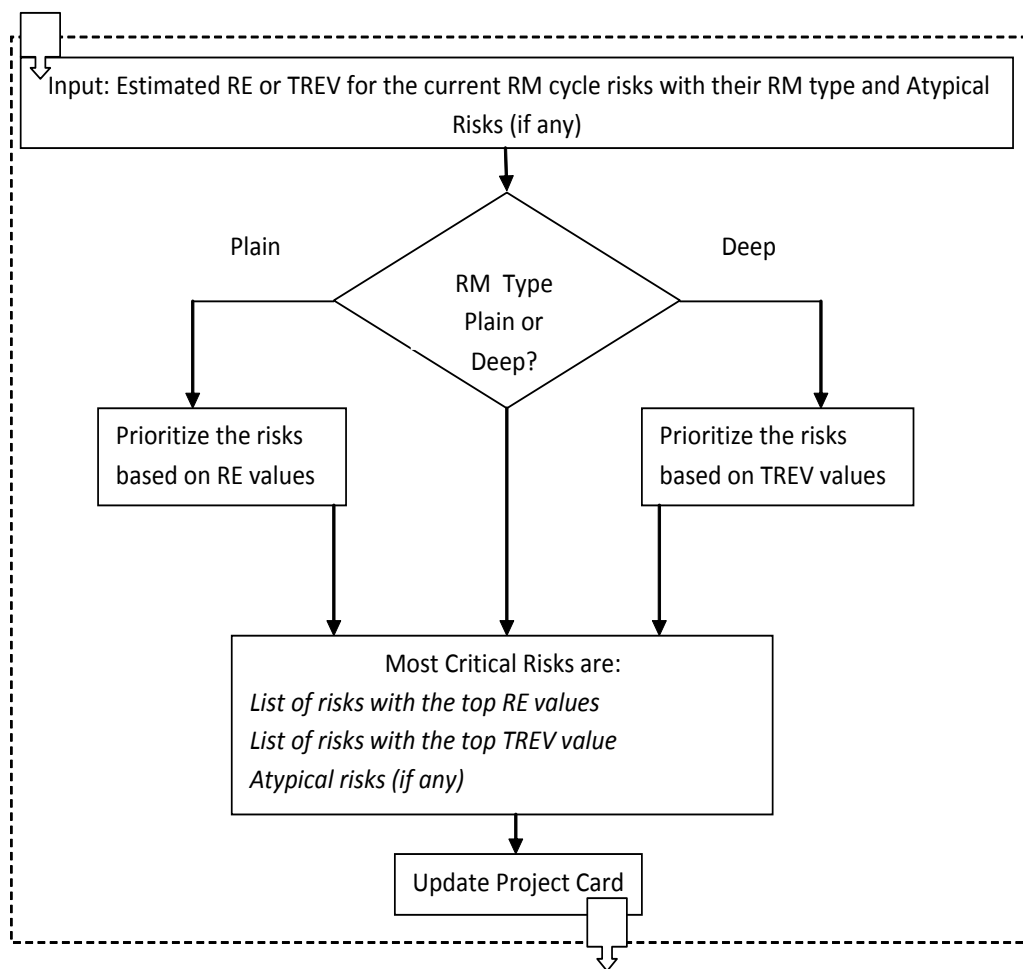 Input: Estimated RE or TREV for the current RM cycle risks with their RM type and Atypical
Risks (if any)
Plain
Deep
RM Type
Plain or
Deep?
Prioritize the risks
based on RE values
Prioritize the risks
based on TREV values
Most Critical Risks are:
List of risks with the top RE values
List of risks with the top TREV value
Atypical risks (if any)
Update Project Card